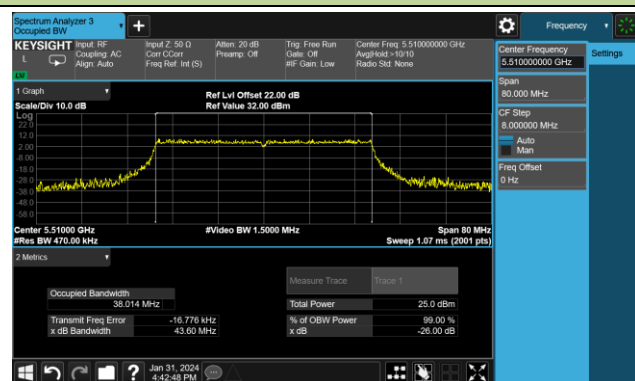 Spectrum Analyzer 3
Occupied BW
Frequency
KEYSIGHT
L
Input: RF
Coupling: AC
Align: Auto
Input Z: 50 Ω
Corr CCorr
Freq Ref: Int (S)
Atten: 20 dB
Preamp: Off
Trig: Free Run
Gate: Off
#IF Gain: Low
Center Freq: 5.510000000 GHz
Avg|Hold:>10/10
Radio Std: None
Center Frequency
5.510000000 GHz
Settings
Span
80.000 MHz
CF Step
8.000000 MHz
Auto
Man
Freq Offset
0 Hz
1 Graph
Scale/Div 10.0 dB
Ref Lvl Offset 22.00 dB
Ref Value 32.00 dBm
Log
22.0
12.0
2.00
-8.00
-18.0
-28.0
-38.0
-48.0
-58.0
Center 5.51000 GHz
#Res BW 470.00 kHz
#Video BW 1.5000 MHz
Span 80 MHz
Sweep 1.07 ms (2001 pts)
2 Metrics
Measure Trace
Trace 1
Occupied Bandwidth
38.014 MHz
Total Power
25.0 dBm
Transmit Freq Error
-16.776 kHz
% of OBW Power
99.00 %
x dB Bandwidth
43.60 MHz
x dB
-26.00 dB
Jan 31, 2024
4:42:48 PM